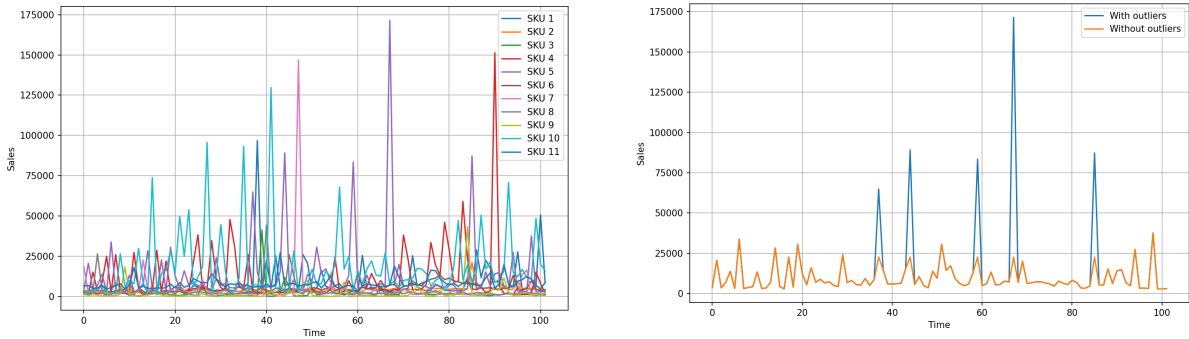 175000
150000
125000
100000
75000
50000
25000
0
Sales
0
20
40
60
80
100
Time
SKU 1
SKU 2
SKU 3
SKU 4
SKU 5
SKU 6
SKU 7
SKU 8
SKU 9
SKU 10
SKU 11
175000
150000
125000
100000
75000
50000
25000
0
Sales
0
20
40
60
80
100
Time
With outliers
Without outliers